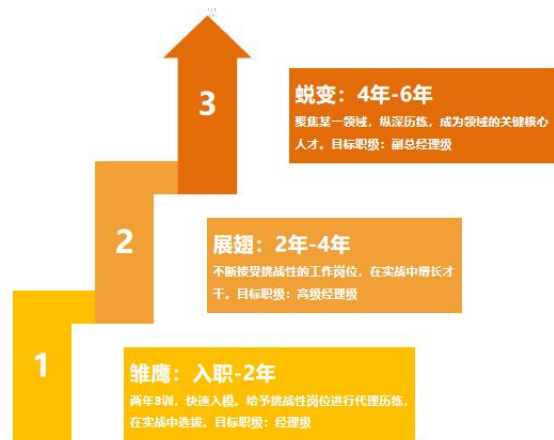 3
蜕变：4年-6年
聚焦某一领域，纵深历练，成为领域的关键核心
人才。目标职级：副总经理级
2
展翅：2年-4年
不断接受挑战性的工作岗位，在实战中增长才
干。目标职级：高级经理级
1
雏鹰：入职-2年
两年3训，快速入模。给予挑战性岗位进行代理历练，
在实战中选拔。目标职级：经理级